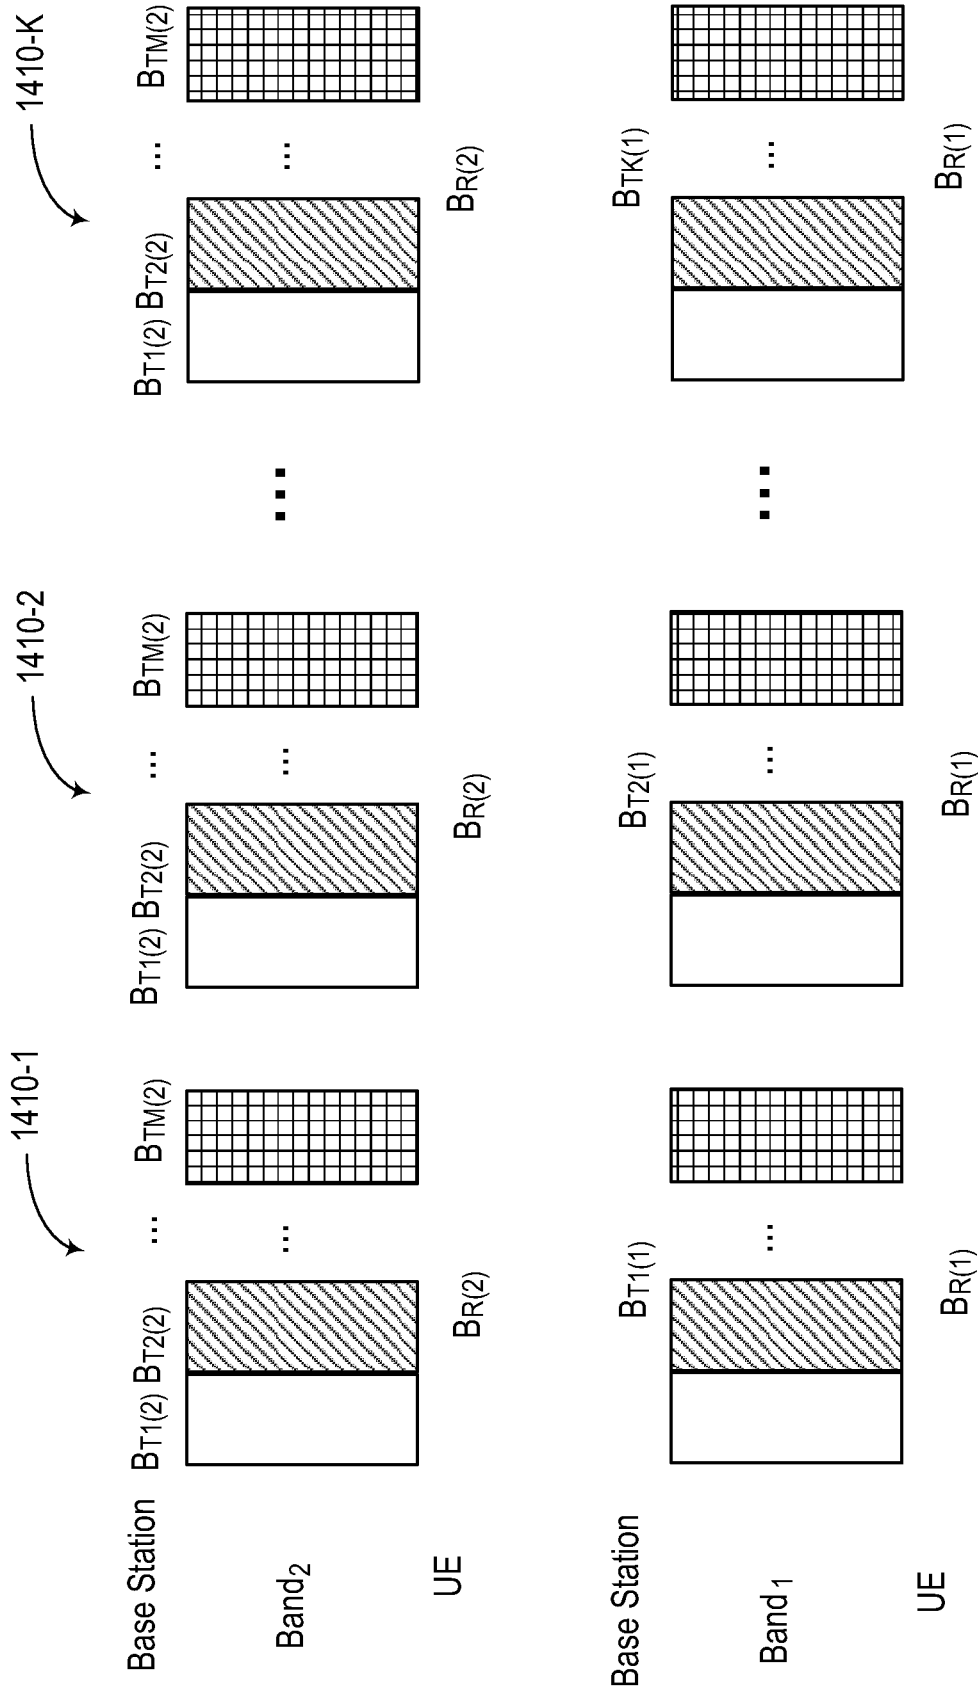 1410-1
1410-2
1410-K
Base Station
BT1(2) BT2(2) ... BTM(2)
BT1(2) BT2(2) ... BTM(2)
BT1(2) BT2(2) ... BTM(2)
Band2
... ... ... ... ...
UE
BR(2)
BR(2)
BR(2)
Base Station
BT1(1)
BT2(1)
BTK(1)
Band1
... ... ... ... ...
UE
BR(1)
BR(1)
BR(1)